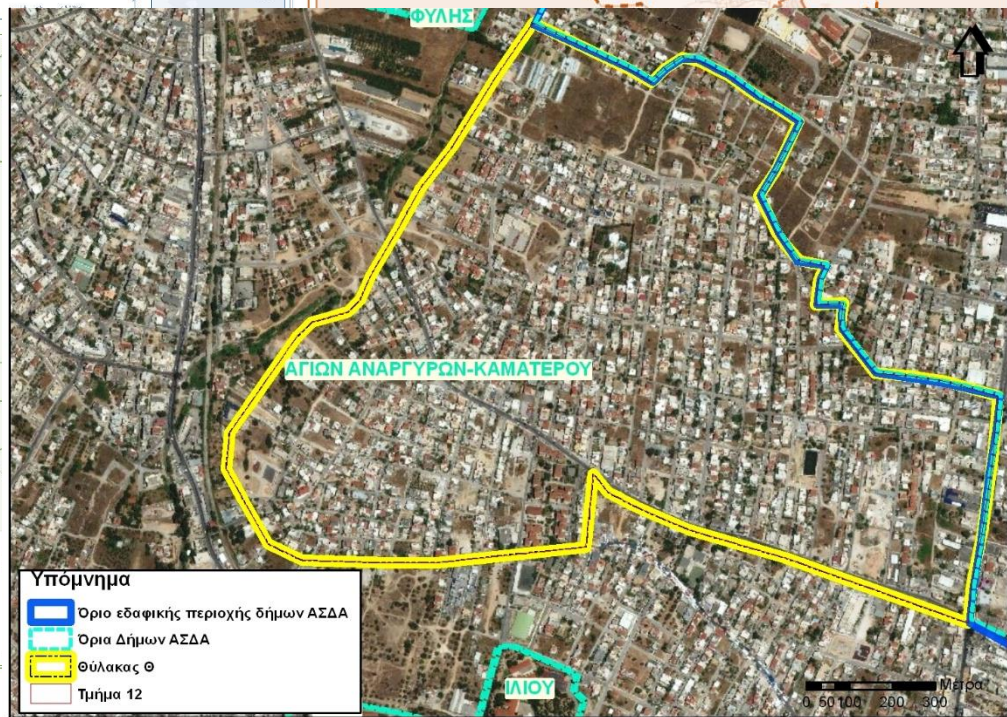 ΦΥΛΗΣ
ΑΓΙΩΝ ΑΝΑΡΓΥΡΩΝ-ΚΑΜΑΤΕΡΟΥ
ΙΛΙΟΥ
Υπόμνημα
Όριο εδαφικής περιοχής δήμων ΑΣΔΑ
Όρια Δήμων ΑΣΔΑ
Θύλακας Θ
Τμήμα 12
Μέτρα
0 50 100 200 300